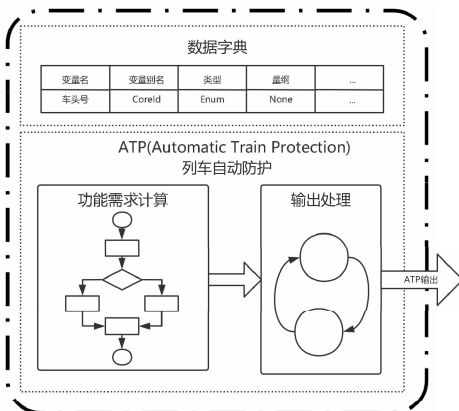 数据字典
变量名 变量别名 类型 量纲 ...
车头号 CoreId Enum None ...
ATP(Automatic Train Protection)
列车自动防护
功能需求计算 输出处理
ATP输出